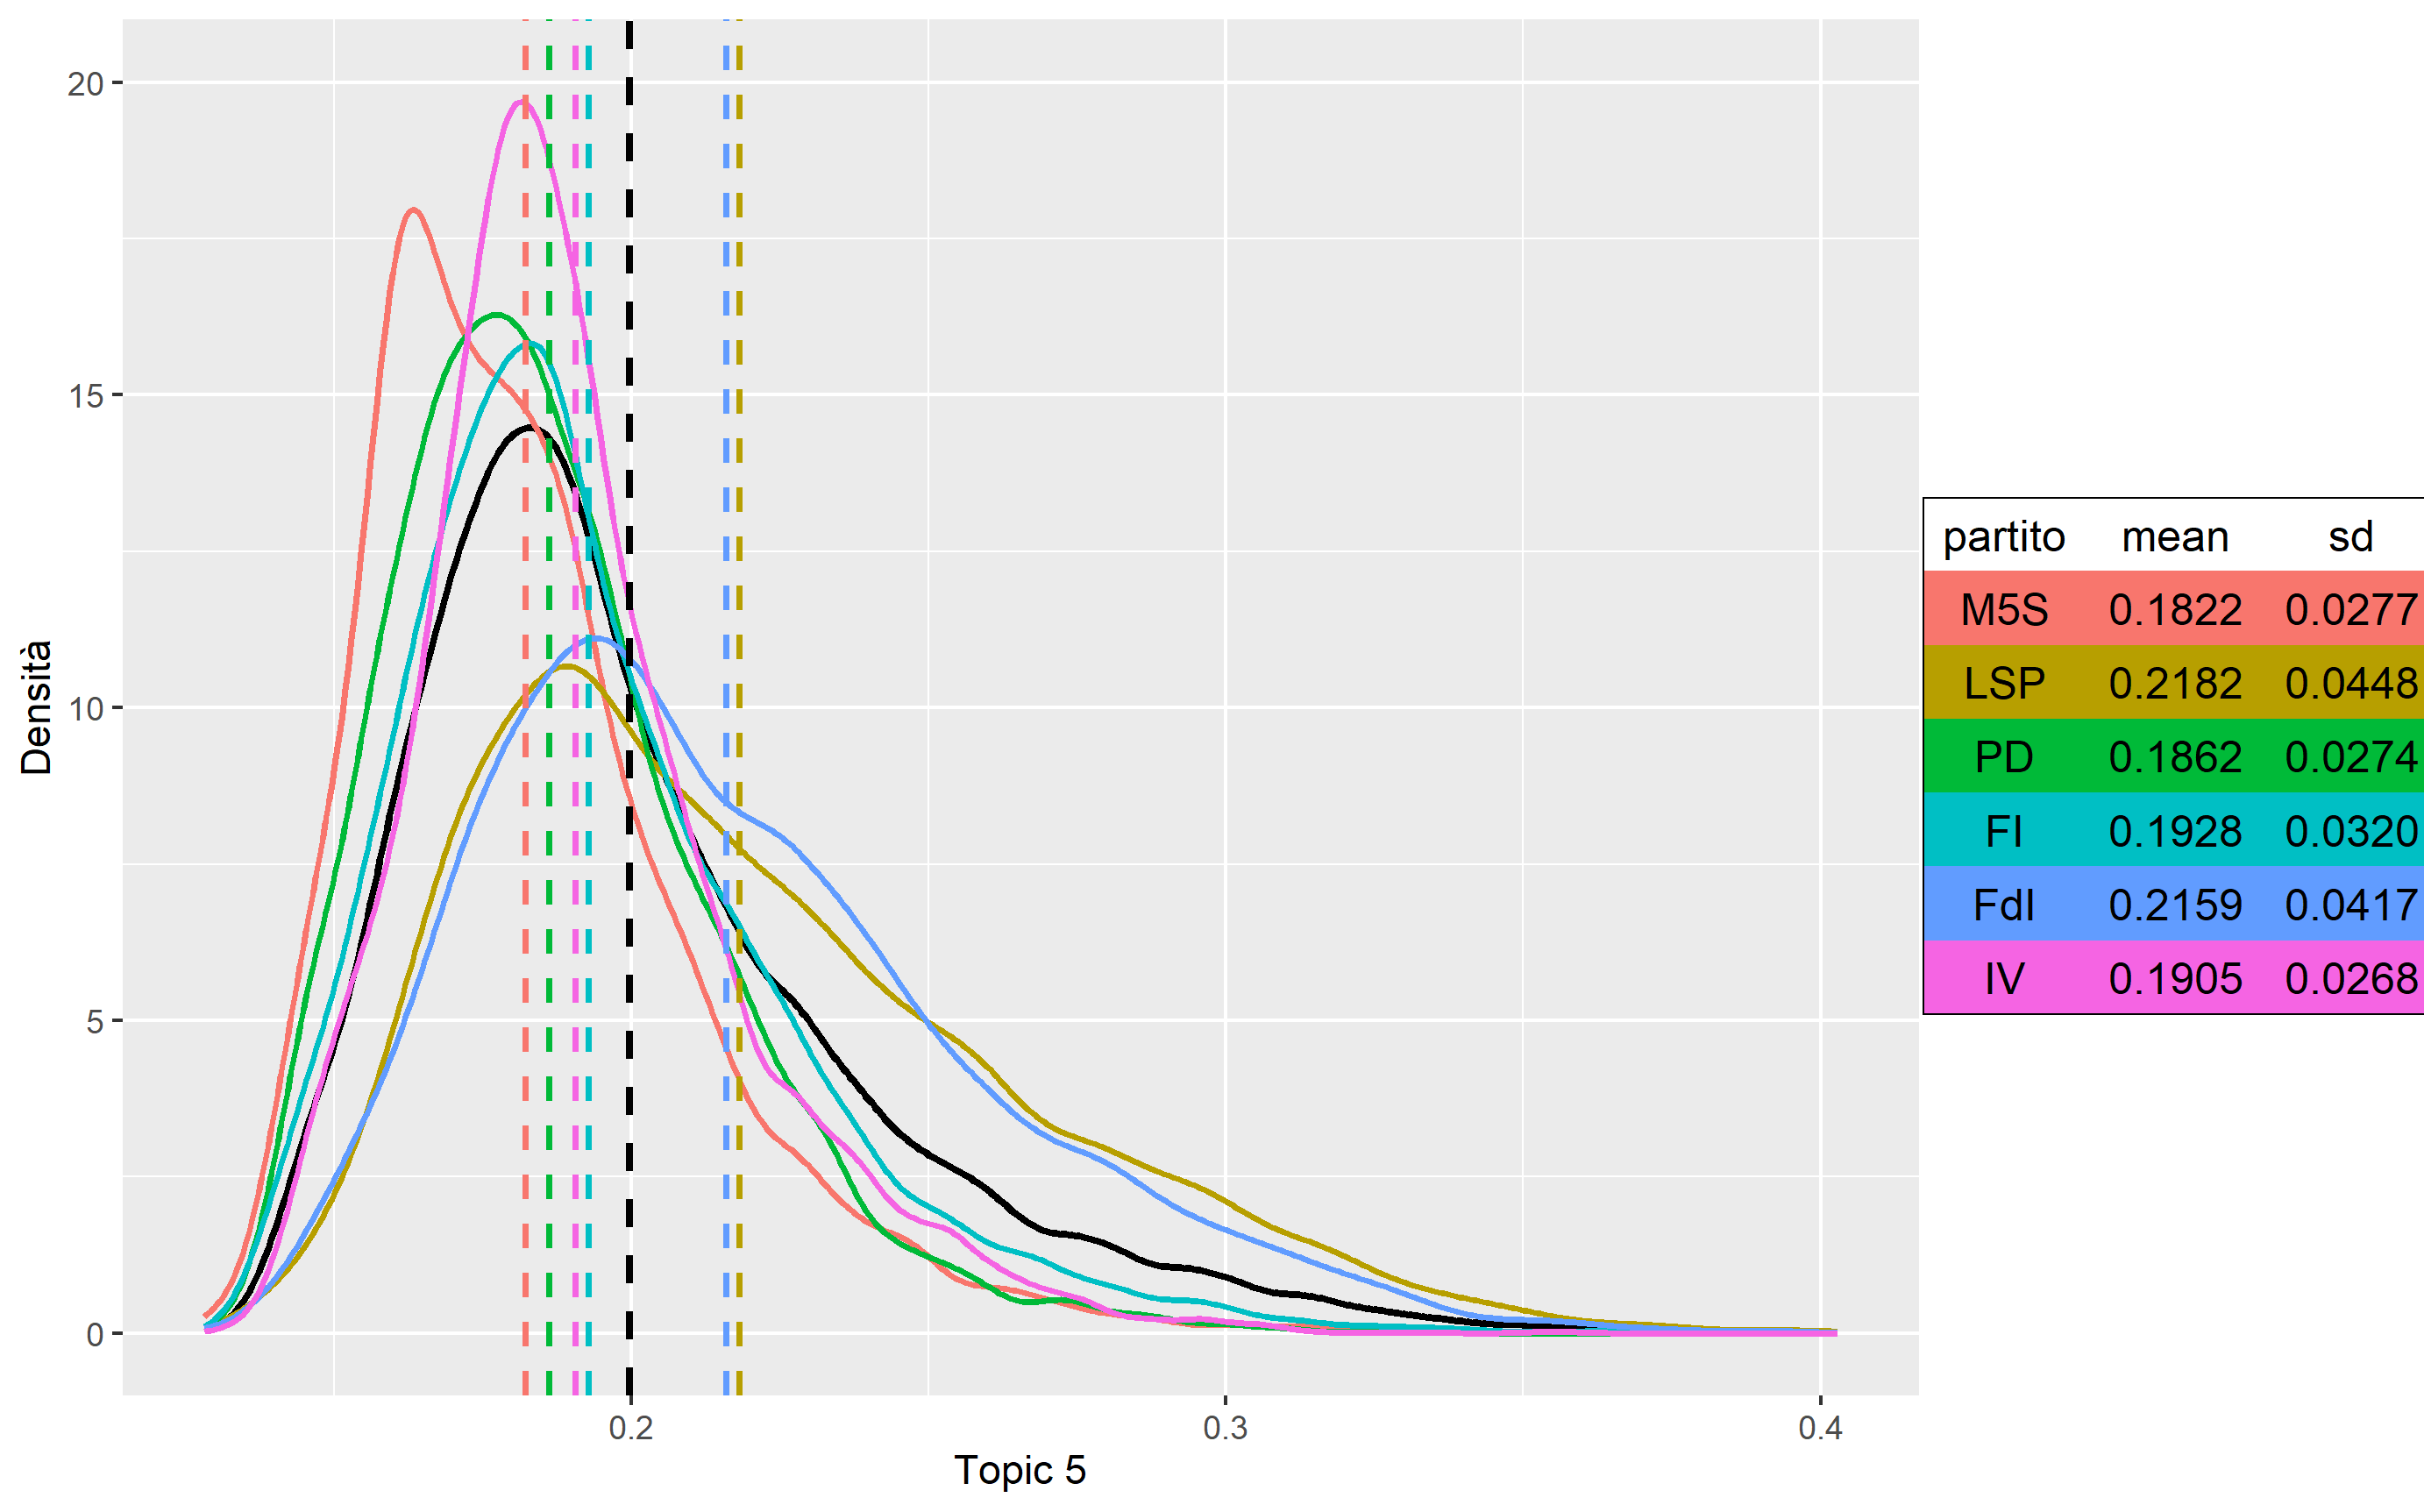 20
15
10
5
0
Densità
0.2 0.3 0.4
Topic 5
partito mean sd
M5S 0.1822 0.0277
LSP 0.2182 0.0448
PD 0.1862 0.0274
FI 0.1928 0.0320
FdI 0.2159 0.0417
IV 0.1905 0.0268